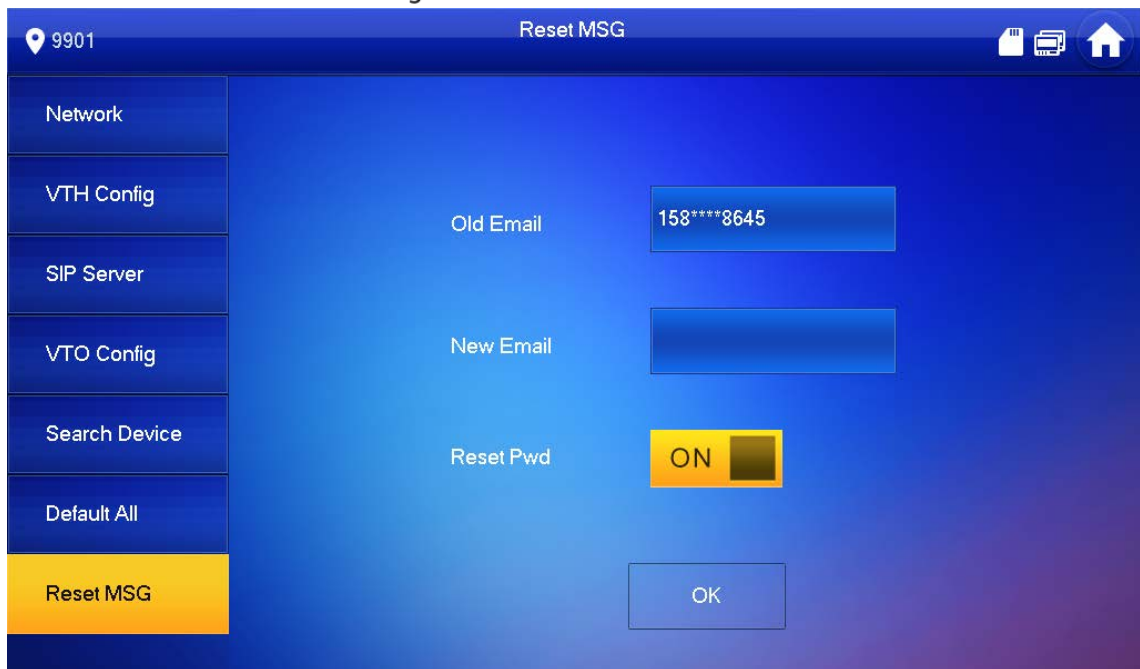 Reset MSG
9901
Network
VTH Config
SIP Server
VTO Config
Search Device
Default All
Reset MSG
Old Email
158****8645
New Email
Reset Pwd
ON
OK